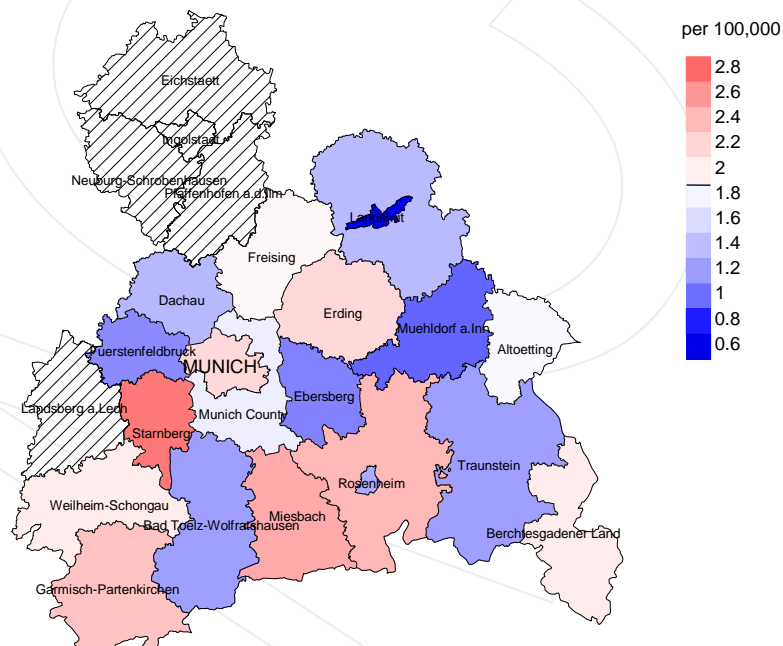 per 100,000
2.8
2.6
2.4
2.2
2
1.8
1.6
1.4
1.2
1
0.8
0.6
Eichstaett
Ingolstadt
Neuburg-Schrobenhausen
Pfaffenhofen a.d.Ilm
Landshut
Freising
Dachau
Erding
Muehldorf a.Inn
Altoetting
Fuerstenfeldbruck
MUNICH
Landsberg a.Lech
Munich County
Ebersberg
Starnberg
Traunstein
Rosenheim
Weilheim-Schongau
Miesbach
Bad Toelz-Wolfratshausen
Berchtesgadener Land
Garmisch-Partenkirchen